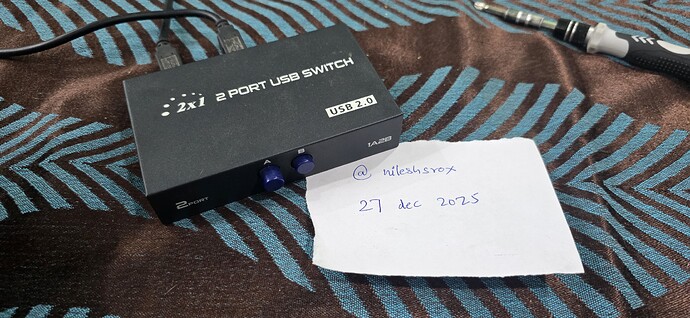 2x1 2 PORT USB SWITCH
USB 2.0
A B
1A2B
2 PORT
@ nileshsrox
27 dec 2025